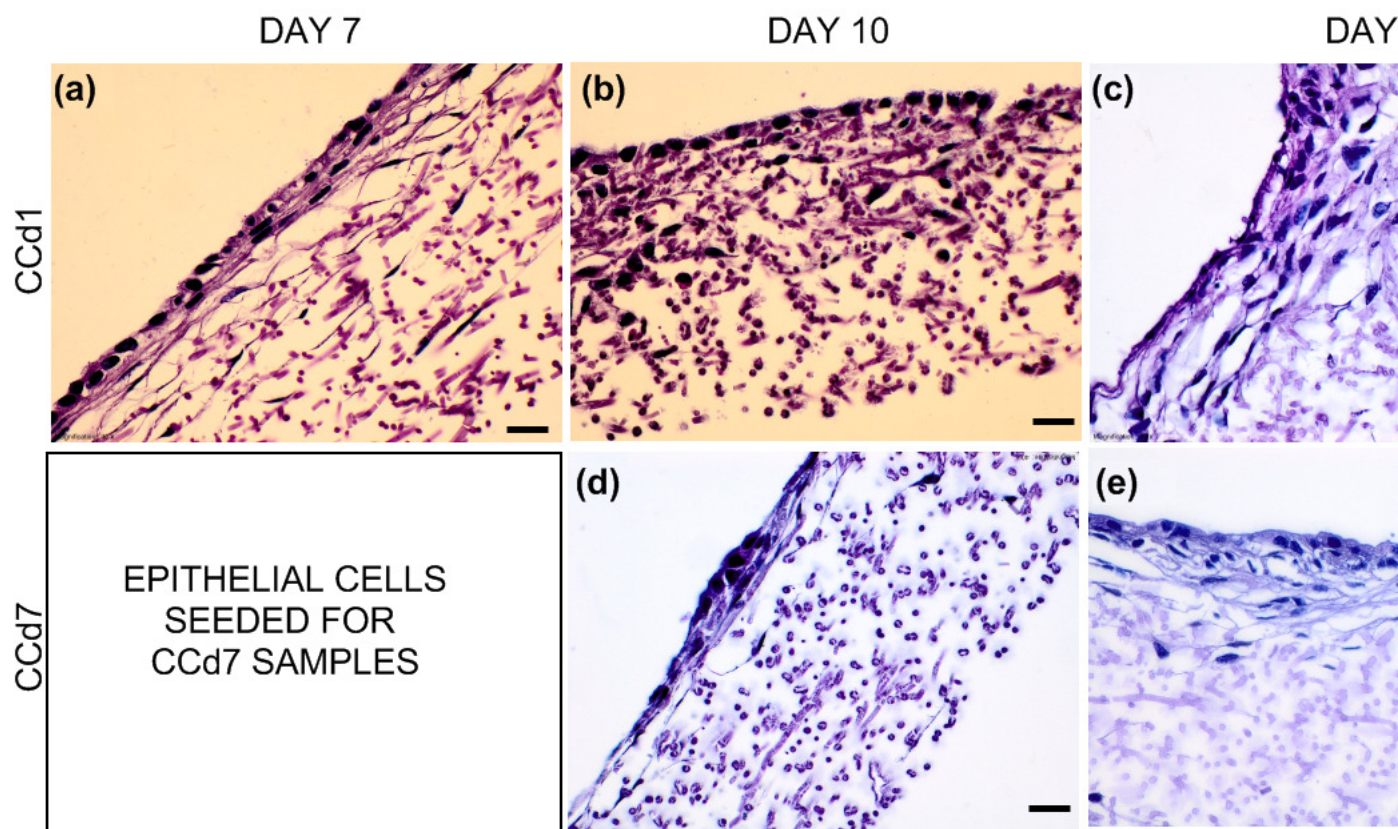 DAY 7
DAY 10
DAY
CCd1
(a)
(b)
(c)
CCd7
EPITHELIAL CELLS
SEEDED FOR
CCd7 SAMPLES
(d)
(e)